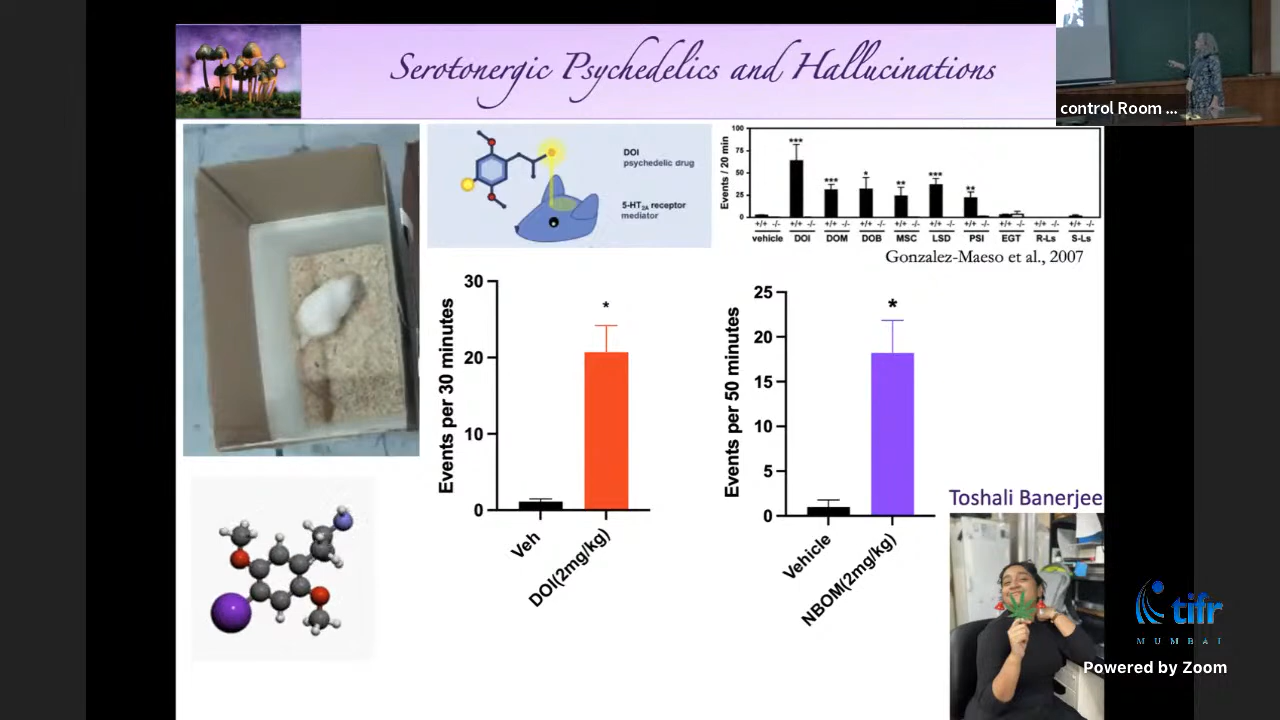 Serotonergic Psychedelics and Hallucinations
control Room ...
DOI
psychedelic drug
5-HT2A receptor
mediator
Events / 20 min
100
75
50
25
0
***
***
*
**
***
**
+/+ -/- +/+ -/- +/+ -/- +/+ -/- +/+ -/- +/+ -/- +/+ -/- +/+ -/- +/+ -/- +/+ -/-
vehicle DOI DOM DOB MSC LSD PSI EGT R-Ls S-Ls
Gonzalez-Maeso et al., 2007
Events per 30 minutes
30
20
10
0
*
Veh
DOI(2mg/kg)
Events per 50 minutes
25
20
15
10
5
0
*
Vehicle
NBOM(2mg/kg)
Toshali Banerjee
tifr
MUMBAI
Powered by Zoom